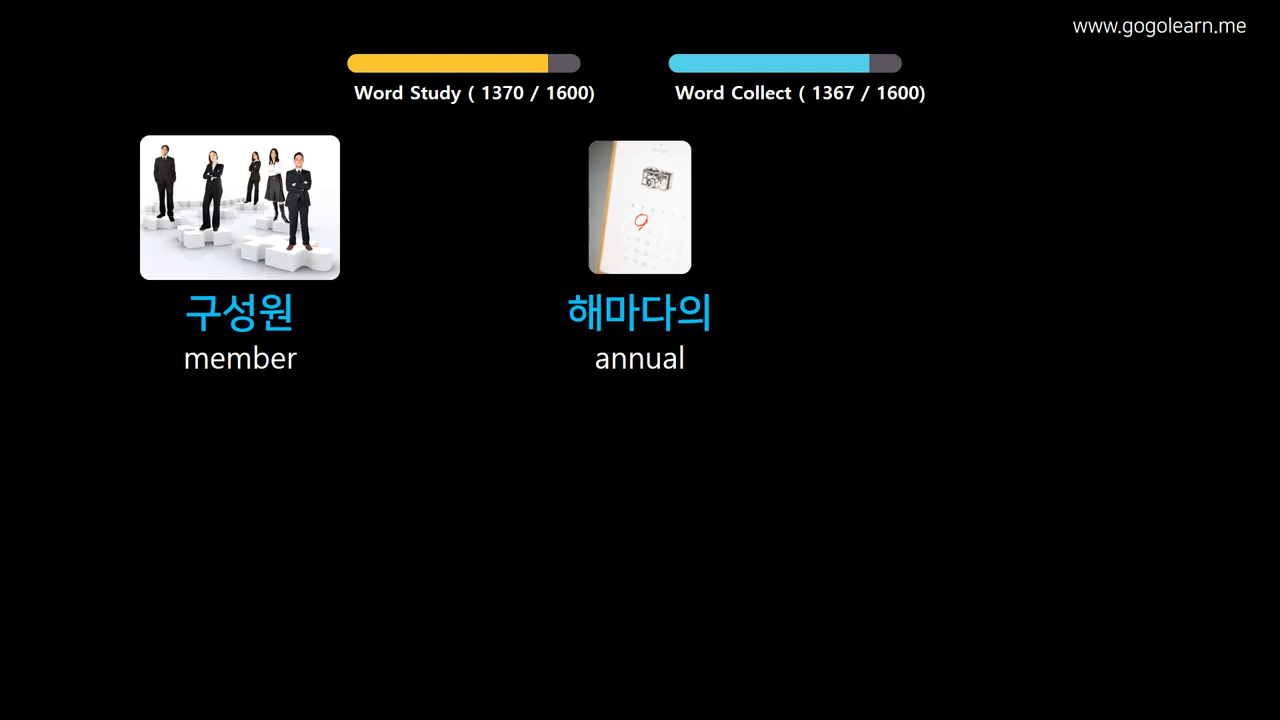 www.gogolearn.me
Word Study ( 1370 / 1600)
Word Collect ( 1367 / 1600)
구성원
member
해마다의
annual